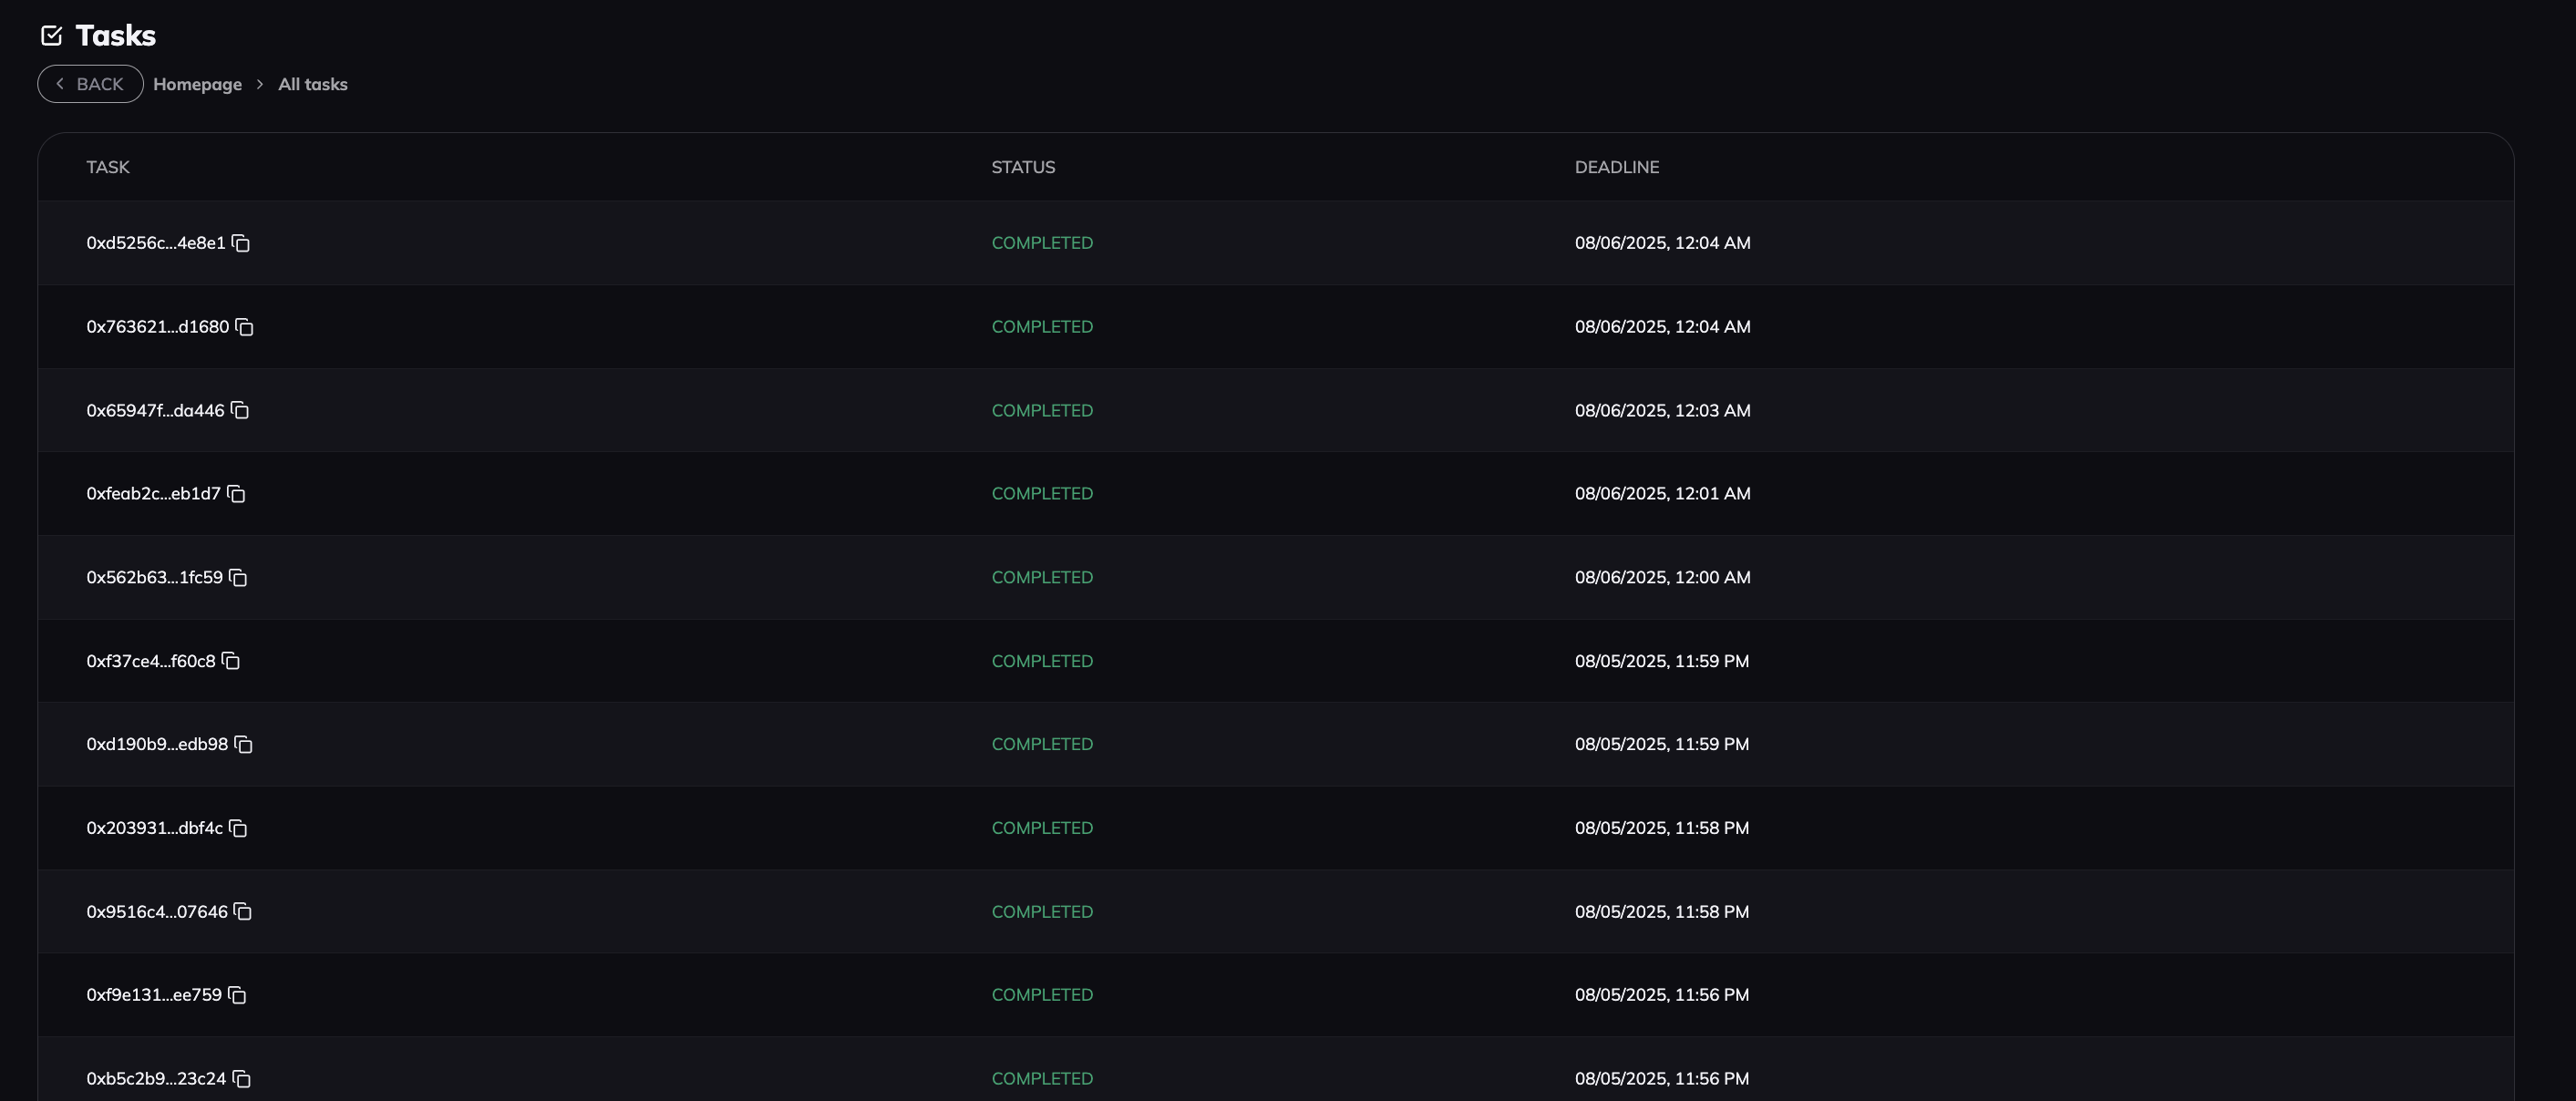 Tasks
BACK Homepage > All tasks
TASK STATUS DEADLINE
0xd5256c...4e8e1 COMPLETED 08/06/2025, 12:04 AM
0x763621...d1680 COMPLETED 08/06/2025, 12:04 AM
0x65947f...da446 COMPLETED 08/06/2025, 12:03 AM
0xfeab2c...eb1d7 COMPLETED 08/06/2025, 12:01 AM
0x562b63...1fc59 COMPLETED 08/06/2025, 12:00 AM
0xf37ce4...f60c8 COMPLETED 08/05/2025, 11:59 PM
0xd190b9...edb98 COMPLETED 08/05/2025, 11:59 PM
0x203931...dbf4c COMPLETED 08/05/2025, 11:58 PM
0x9516c4...07646 COMPLETED 08/05/2025, 11:58 PM
0xf9e131...ee759 COMPLETED 08/05/2025, 11:56 PM
0xb5c2b9...23c24 COMPLETED 08/05/2025, 11:56 PM